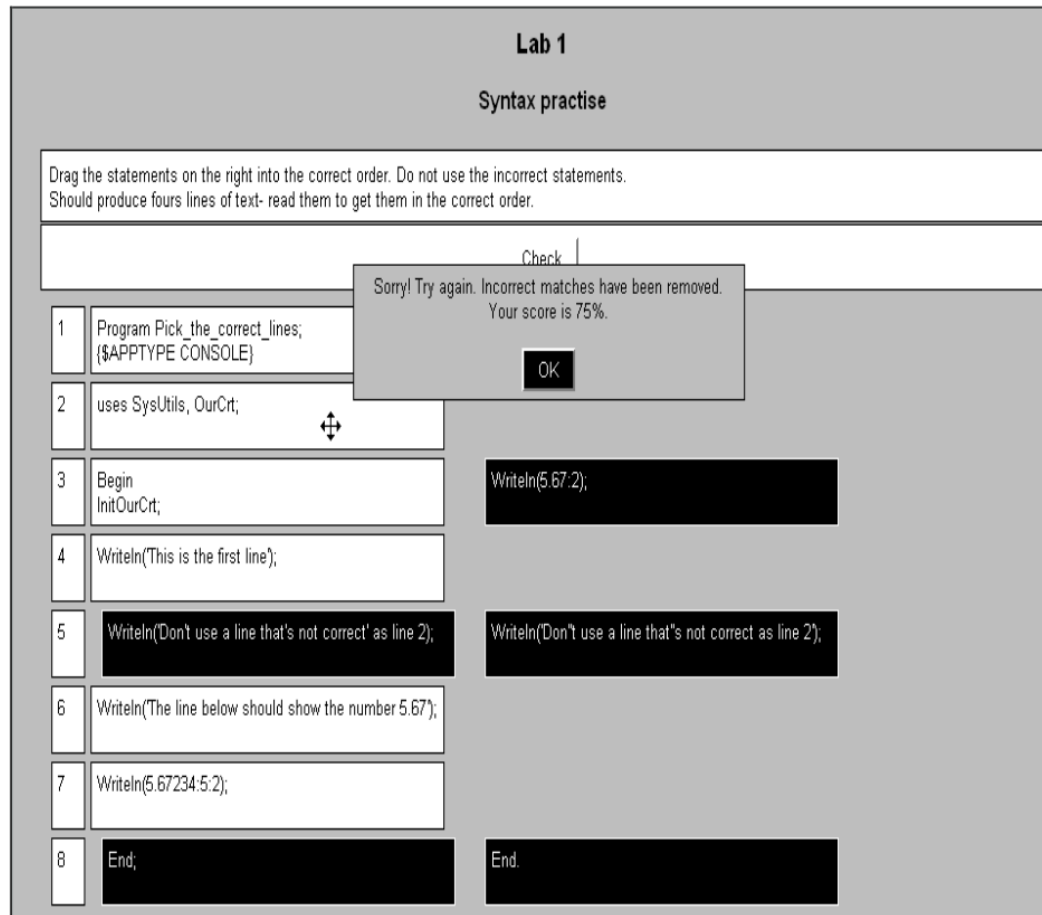 Lab 1
Syntax practise
Drag the statements on the right into the correct order. Do not use the incorrect statements.
Should produce fours lines of text- read them to get them in the correct order.
Check
Sorry! Try again. Incorrect matches have been removed.
Your score is 75%.
OK
1
Program Pick_the_correct_lines;
{$APPTYPE CONSOLE}
2
uses SysUtils, OurCrt;
3
Begin
InitOurCrt;
Writeln(5.67:2);
4
Writeln('This is the first line');
5
Writeln('Don't use a line that's not correct' as line 2);
Writeln('Don''t use a line that''s not correct as line 2');
6
Writeln('The line below should show the number 5.67');
7
Writeln(5.67234:5:2);
8
End;
End.